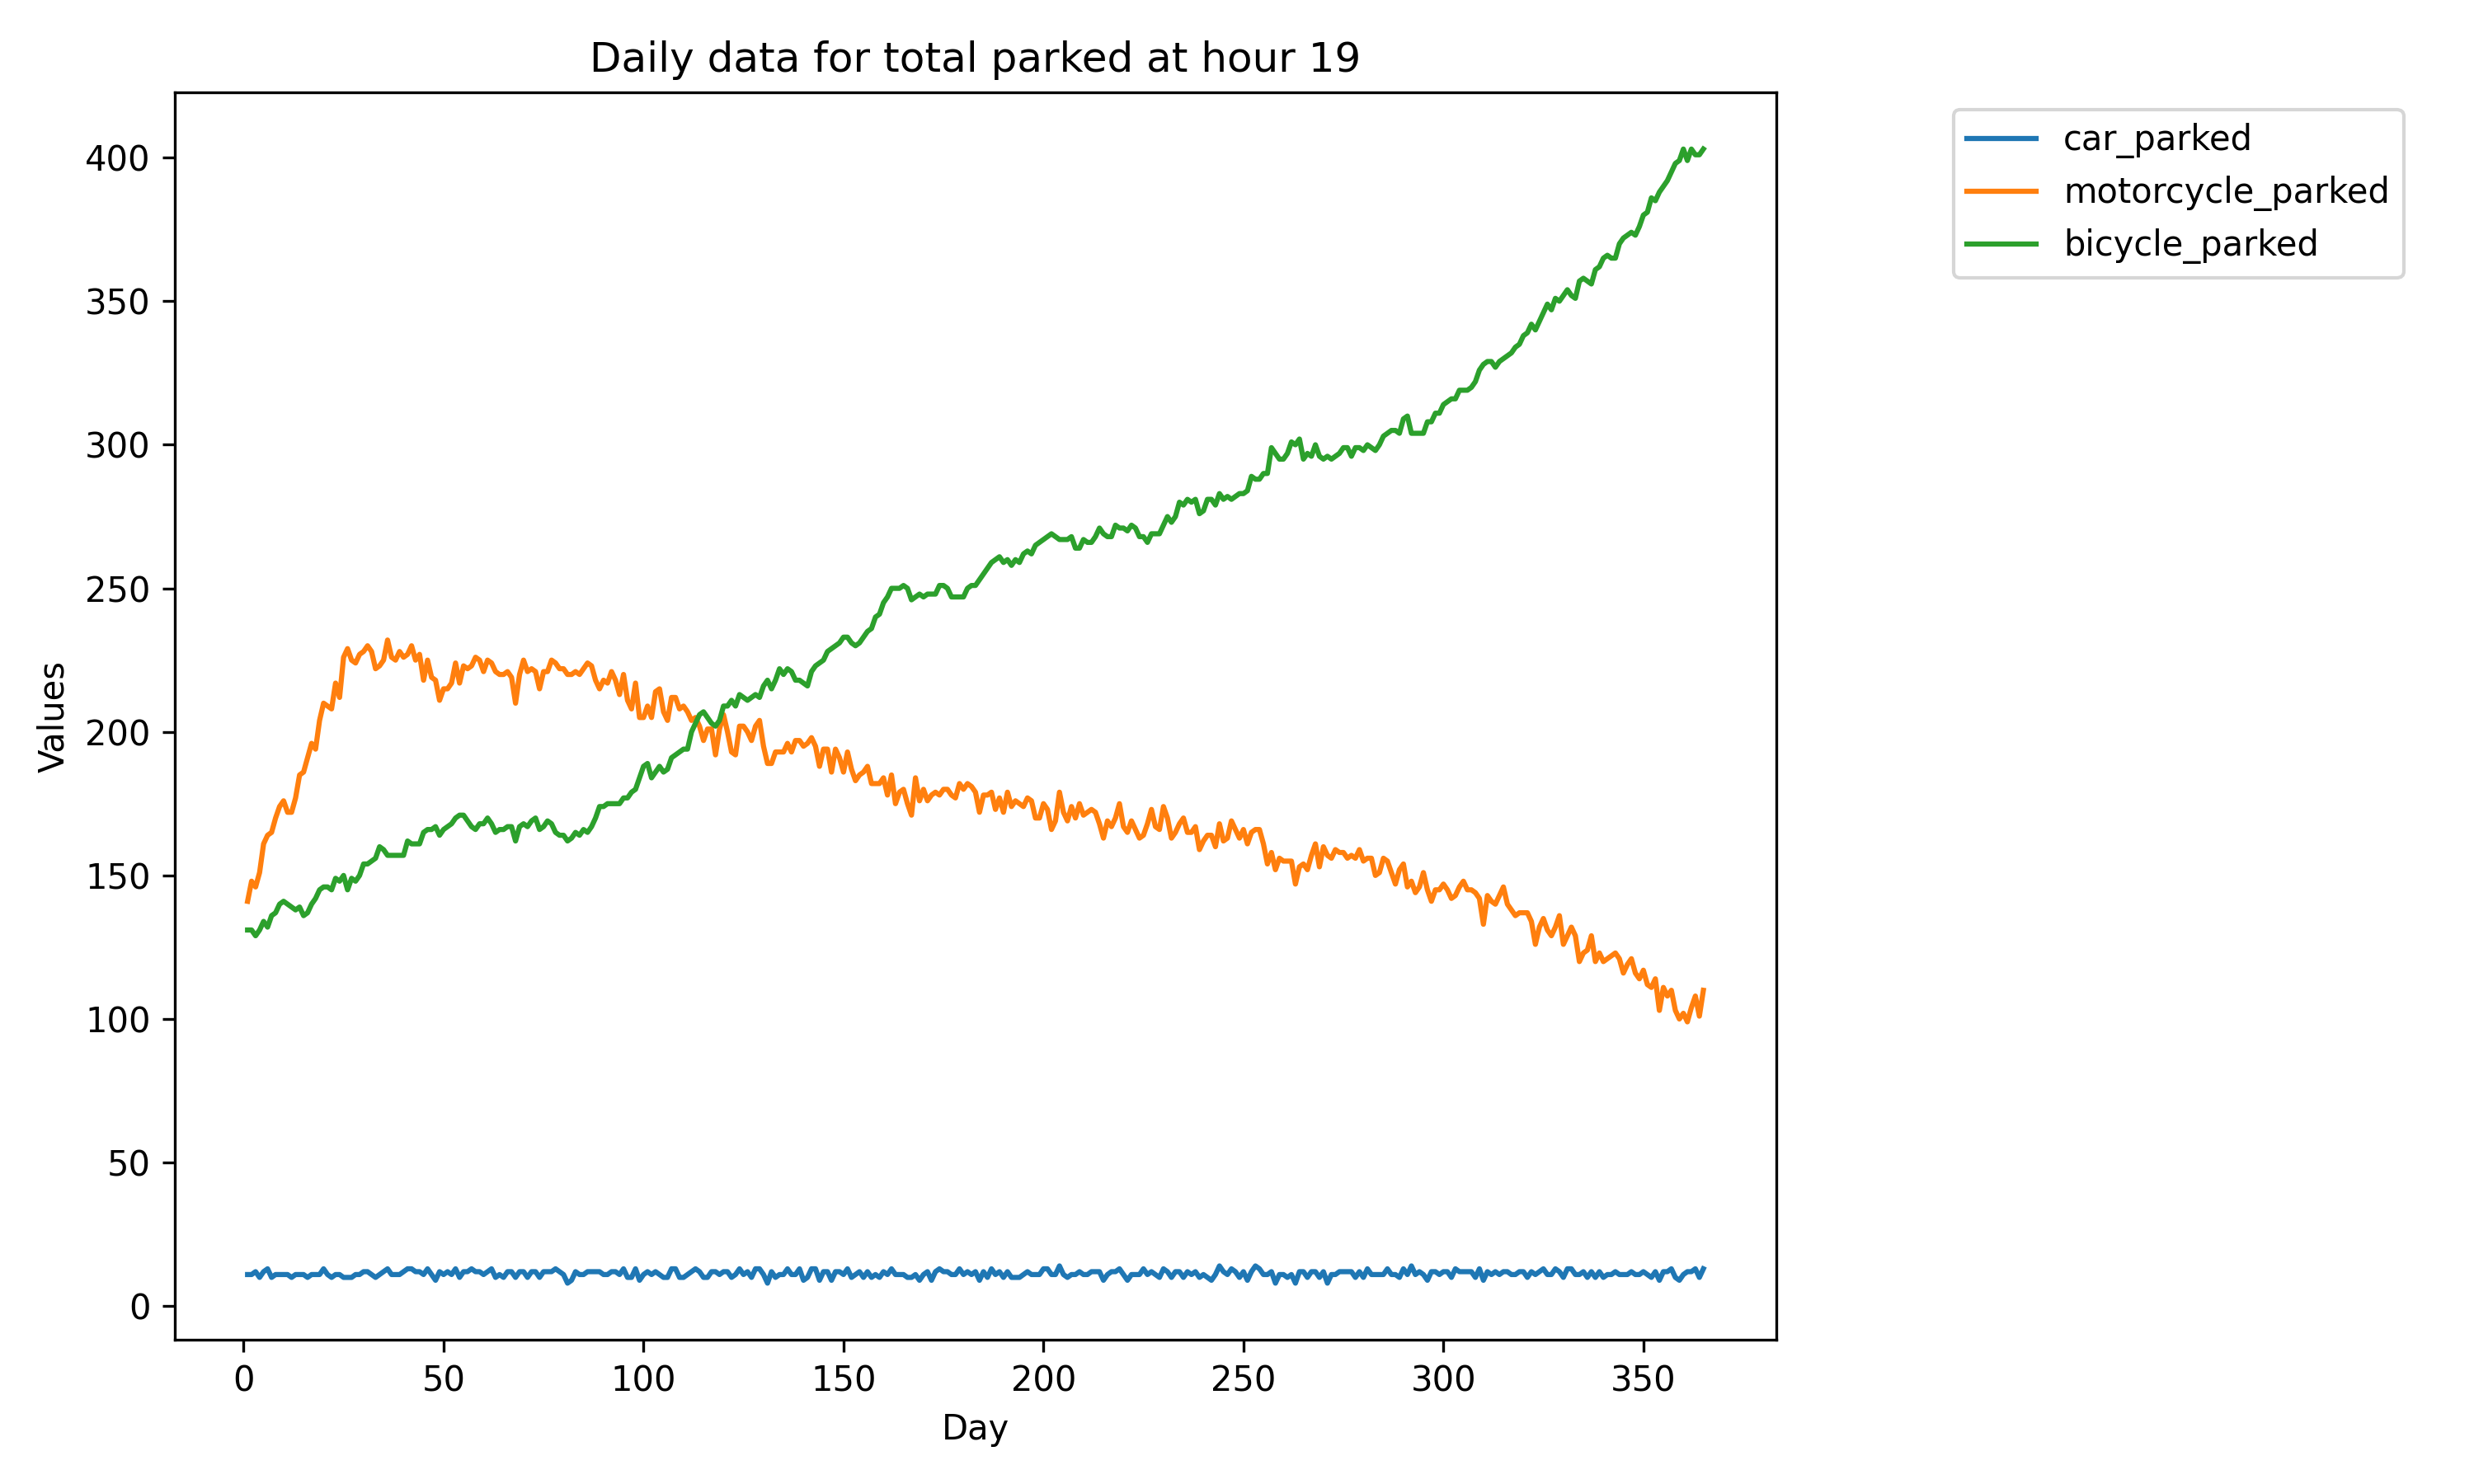 Daily data for total parked at hour 19
car_parked
motorcycle_parked
bicycle_parked
400
350
300
250
200
150
100
50
0
Values
0 50 100 150 200 250 300 350
Day